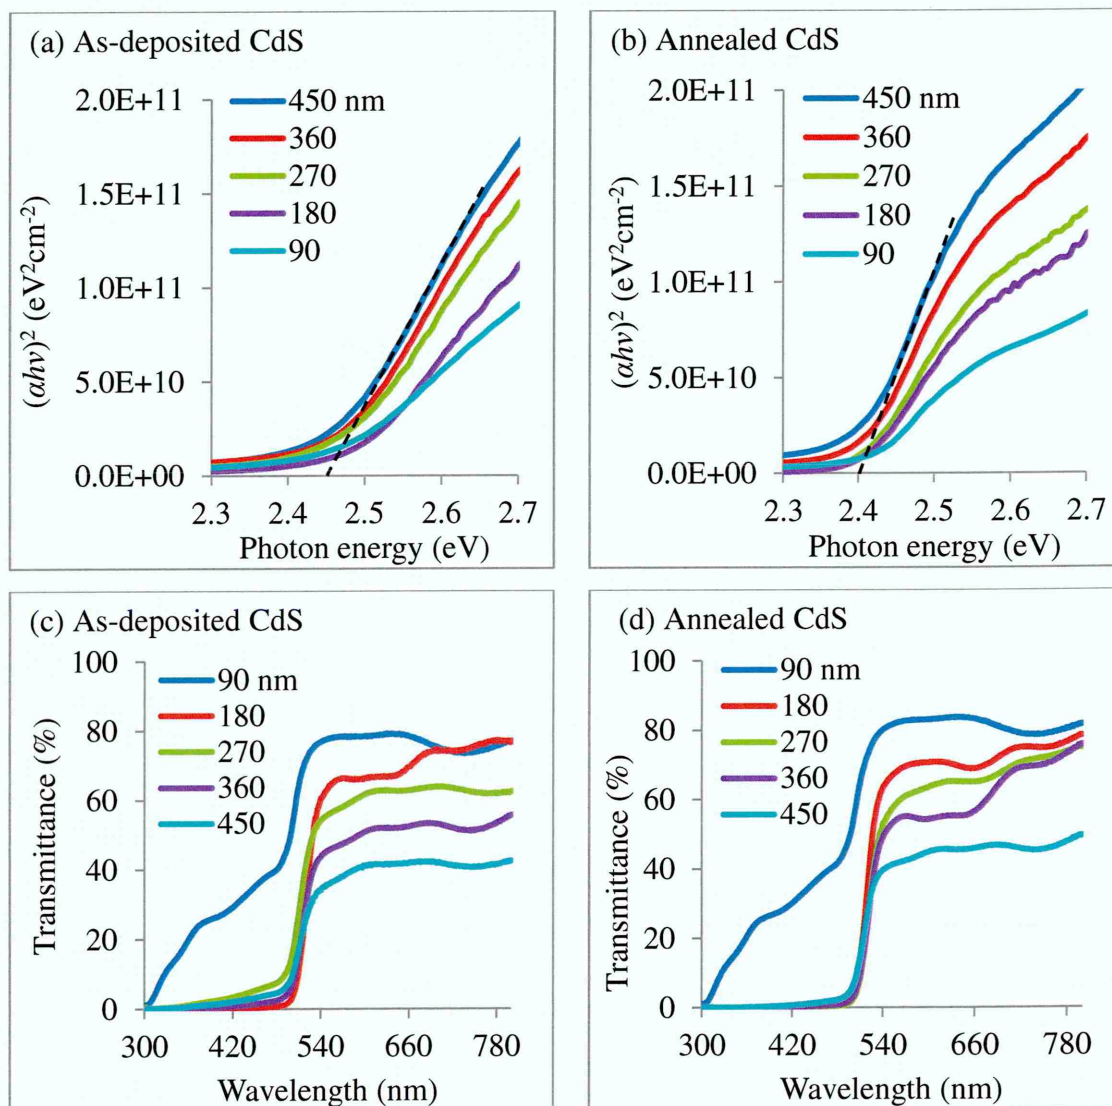 (a) As-deposited CdS
2.0E+11
1.5E+11
1.0E+11
5.0E+10
0.0E+00
(αhν)² (eV²cm⁻²)
450 nm
360
270
180
90
2.3 2.4 2.5 2.6 2.7
Photon energy (eV)
(b) Annealed CdS
2.0E+11
1.5E+11
1.0E+11
5.0E+10
0.0E+00
(αhν)² (eV²cm⁻²)
450 nm
360
270
180
90
2.3 2.4 2.5 2.6 2.7
Photon energy (eV)
(c) As-deposited CdS
100
80
60
40
20
0
Transmittance (%)
90 nm
180
270
360
450
300 420 540 660 780
Wavelength (nm)
(d) Annealed CdS
100
80
60
40
20
0
Transmittance (%)
90 nm
180
270
360
450
300 420 540 660 780
Wavelength (nm)